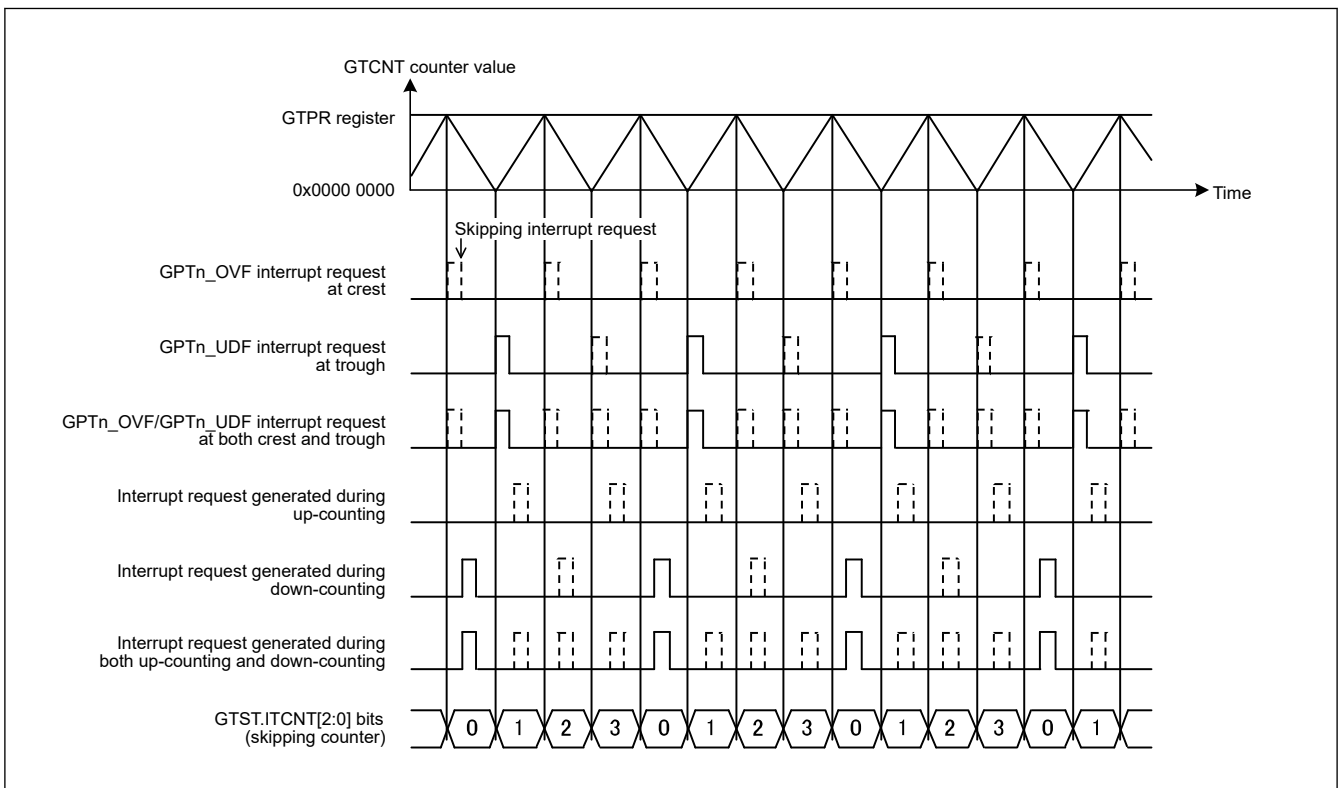 GTCNT counter value
GTPR register
0x0000 0000
Time
Skipping interrupt request
GPTn_OVF interrupt request
at crest
GPTn_UDF interrupt request
at trough
GPTn_OVF/GPTn_UDF interrupt request
at both crest and trough
Interrupt request generated during
up-counting
Interrupt request generated during
down-counting
Interrupt request generated during
both up-counting and down-counting
GTST.ITCNT[2:0] bits
(skipping counter)
0 1 2 3 0 1 2 3 0 1 2 3 0 1